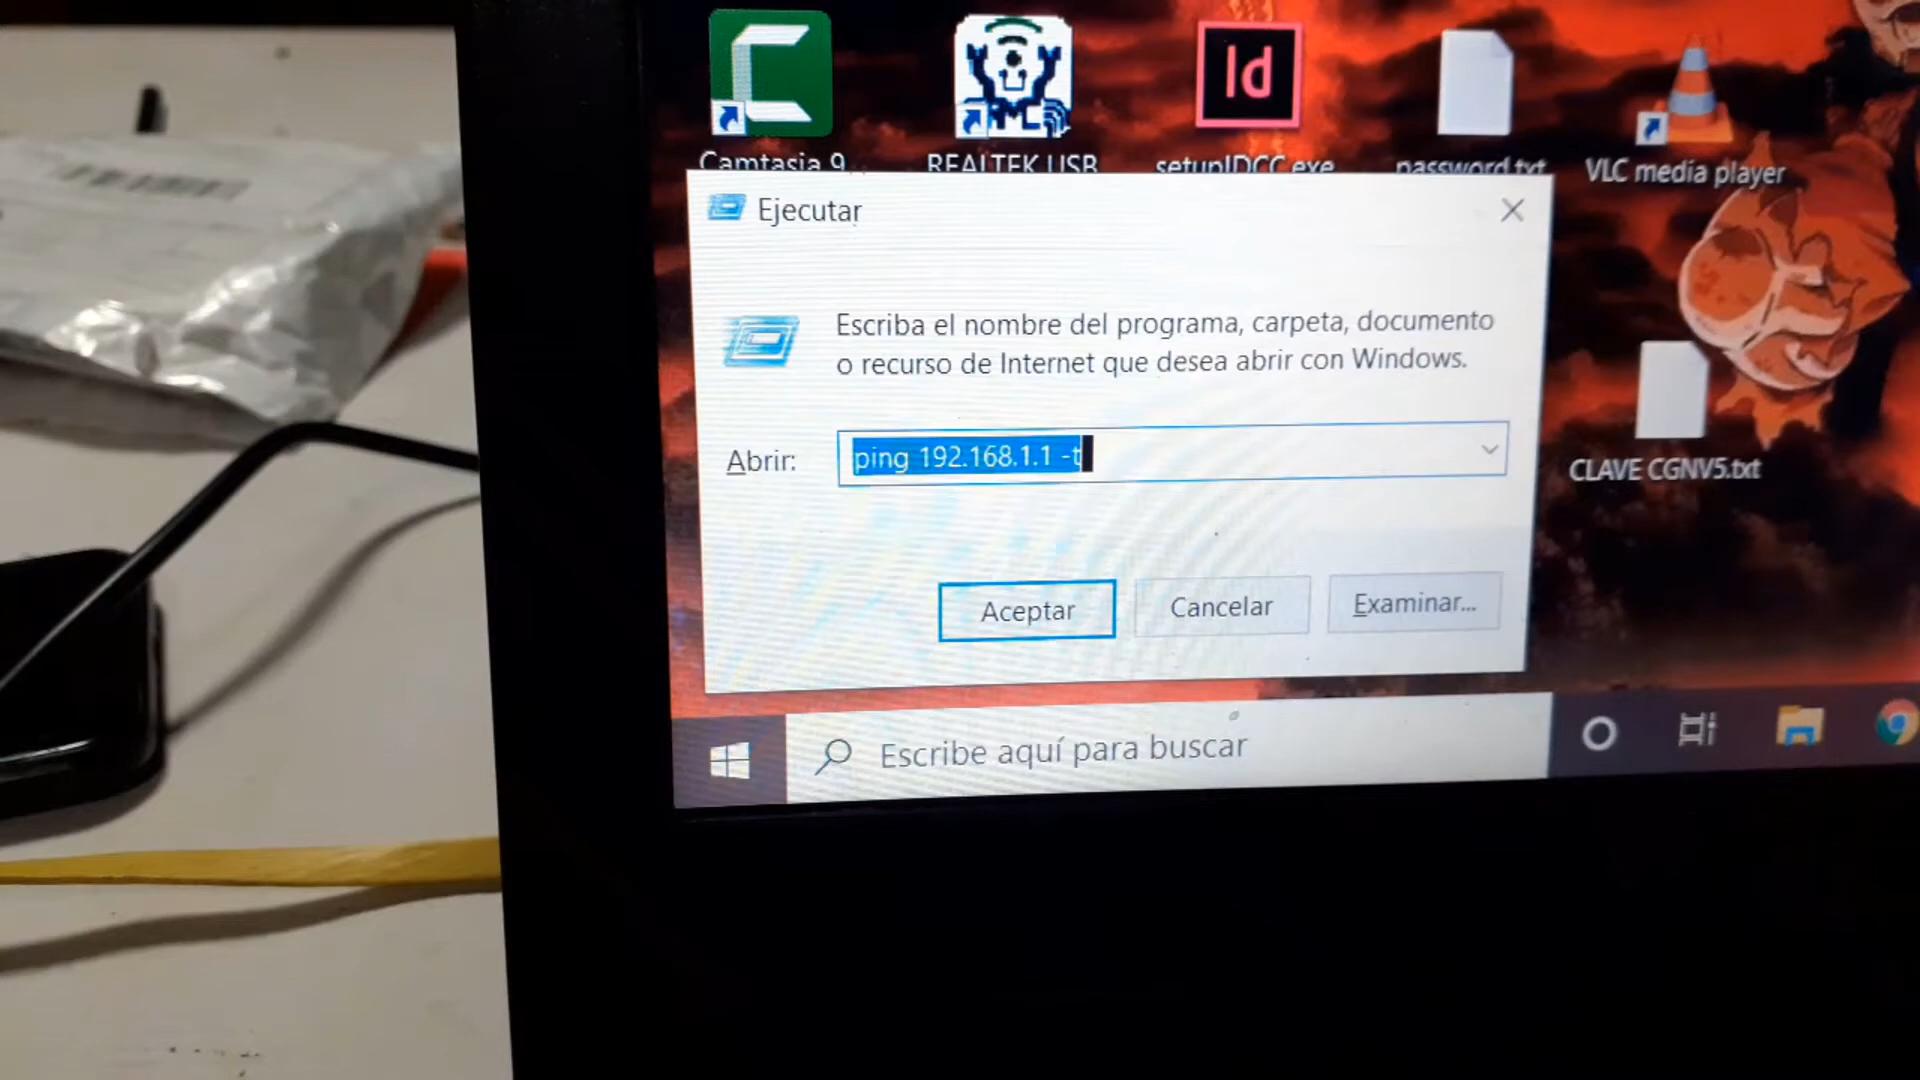 Id
Camtasia 9
REALTEK USB
setupIDCC.exe
password.txt
VLC media player
Ejecutar
Escriba el nombre del programa, carpeta, documento
o recurso de Internet que desea abrir con Windows.
Abrir:
ping 192.168.1.1 -t
CLAVE CGNV5.txt
Aceptar
Cancelar
Examinar...
Escribe aquí para buscar